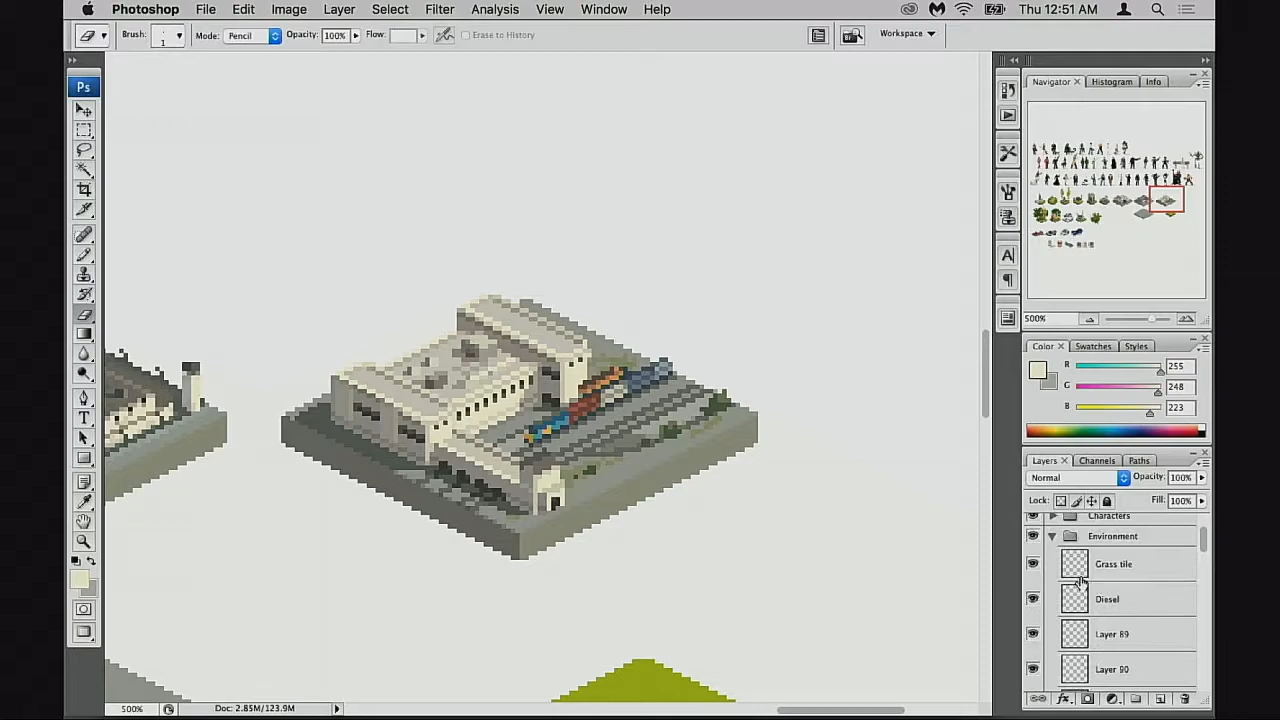 Photoshop File Edit Image Layer Select Filter Analysis View Window Help Thu 12:51 AM
Brush: 1 Mode: Pencil Opacity: 100% Flow: Erase to History Workspace
Ps
Navigator Histogram Info
500%
Color Swatches Styles
R 255
G 248
B 223
Layers Channels Paths
Normal Opacity: 100%
Lock: Fill: 100%
Characters
Environment
Grass tile
Diesel
Layer 89
Layer 90
500% Doc: 2.85M/123.9M